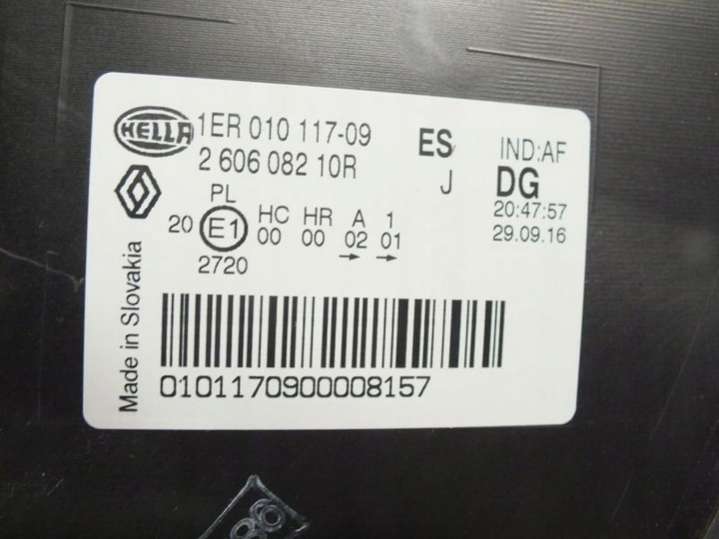 HELLA 1ER 010 117-09 ES IND:AF
2 606 082 10R J DG
PL 20:47:57
20 E1 HC HR A 1 29.09.16
00 00 02 01
2720 → →
Made in Slovakia
0101170900008157